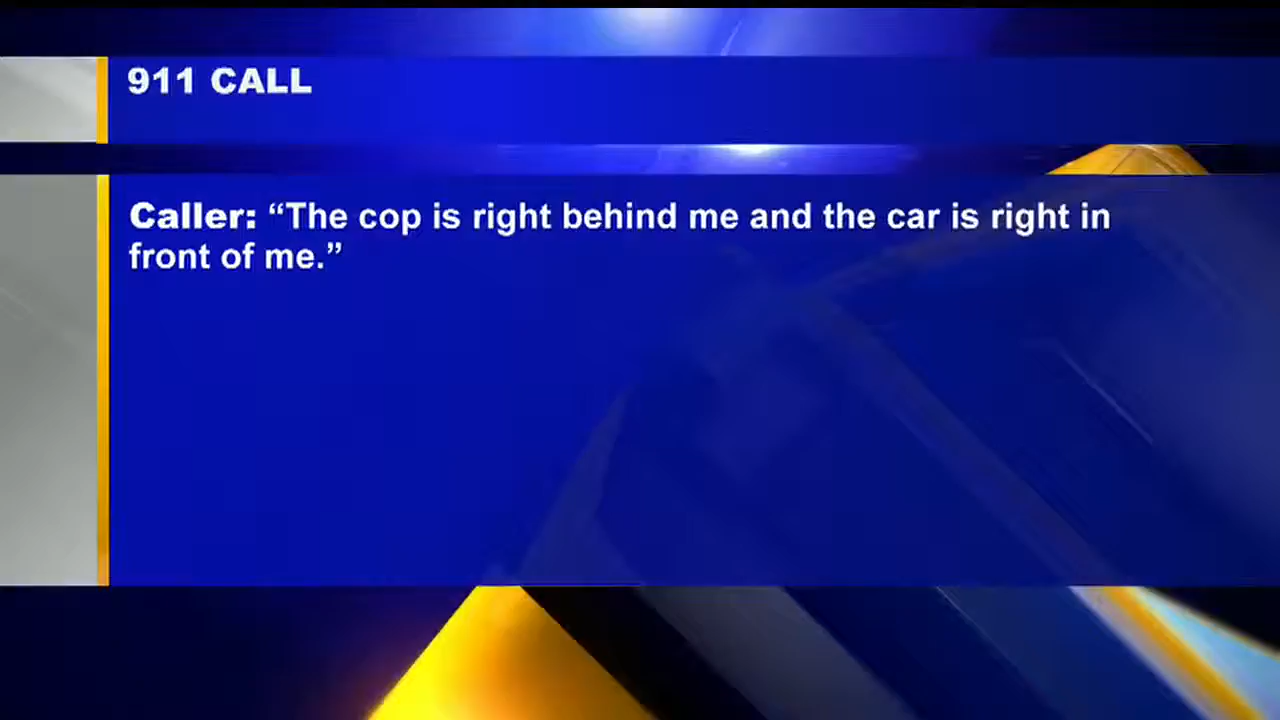 911 CALL
Caller: “The cop is right behind me and the car is right in
front of me.”